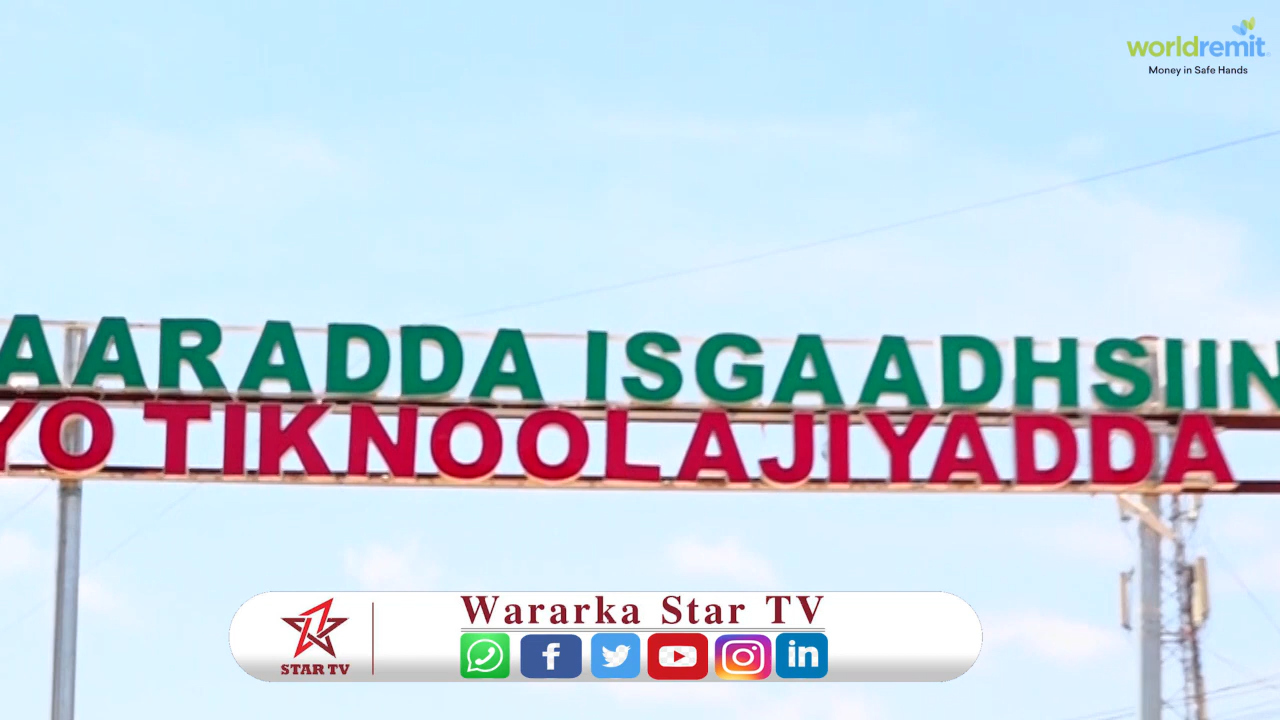 worldremit
Money in Safe Hands
AARADDA ISGAADHSIIN
YO TIKNOOLAJIYADDA
Wararka Star TV
STAR TV